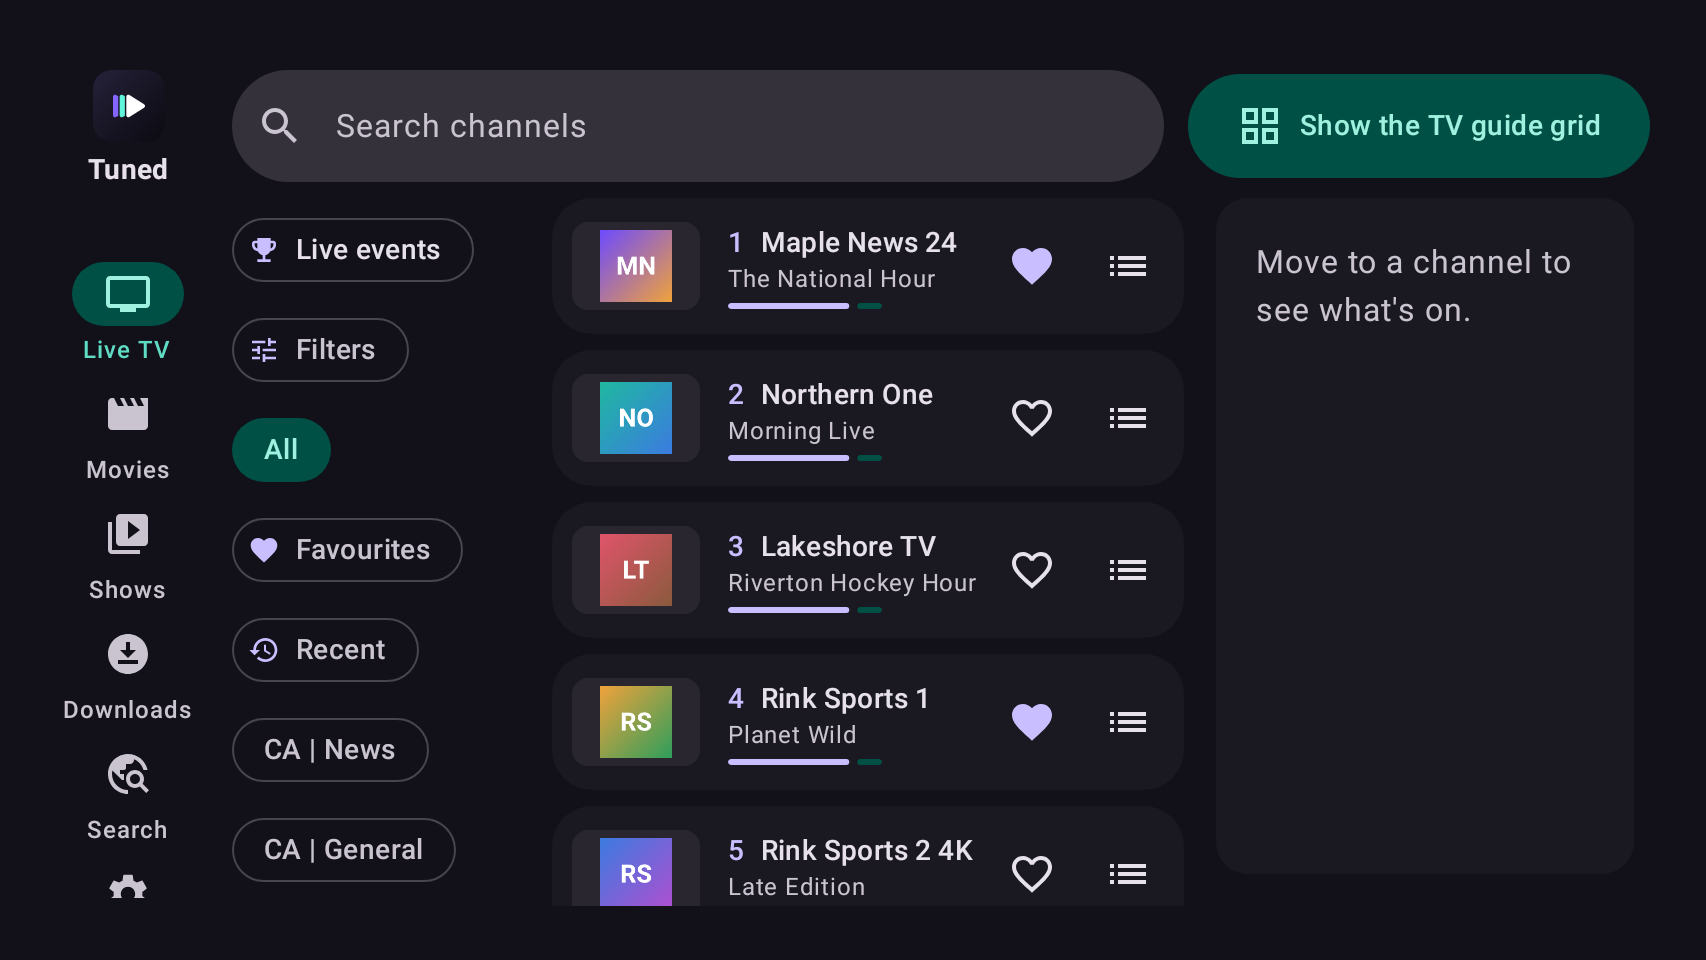 Tuned
Search channels
Show the TV guide grid
Live TV
Movies
Shows
Downloads
Search
Live events
Filters
All
Favourites
Recent
CA | News
CA | General
MN
1 Maple News 24
The National Hour
NO
2 Northern One
Morning Live
LT
3 Lakeshore TV
Riverton Hockey Hour
RS
4 Rink Sports 1
Planet Wild
RS
5 Rink Sports 2 4K
Late Edition
Move to a channel to
see what's on.